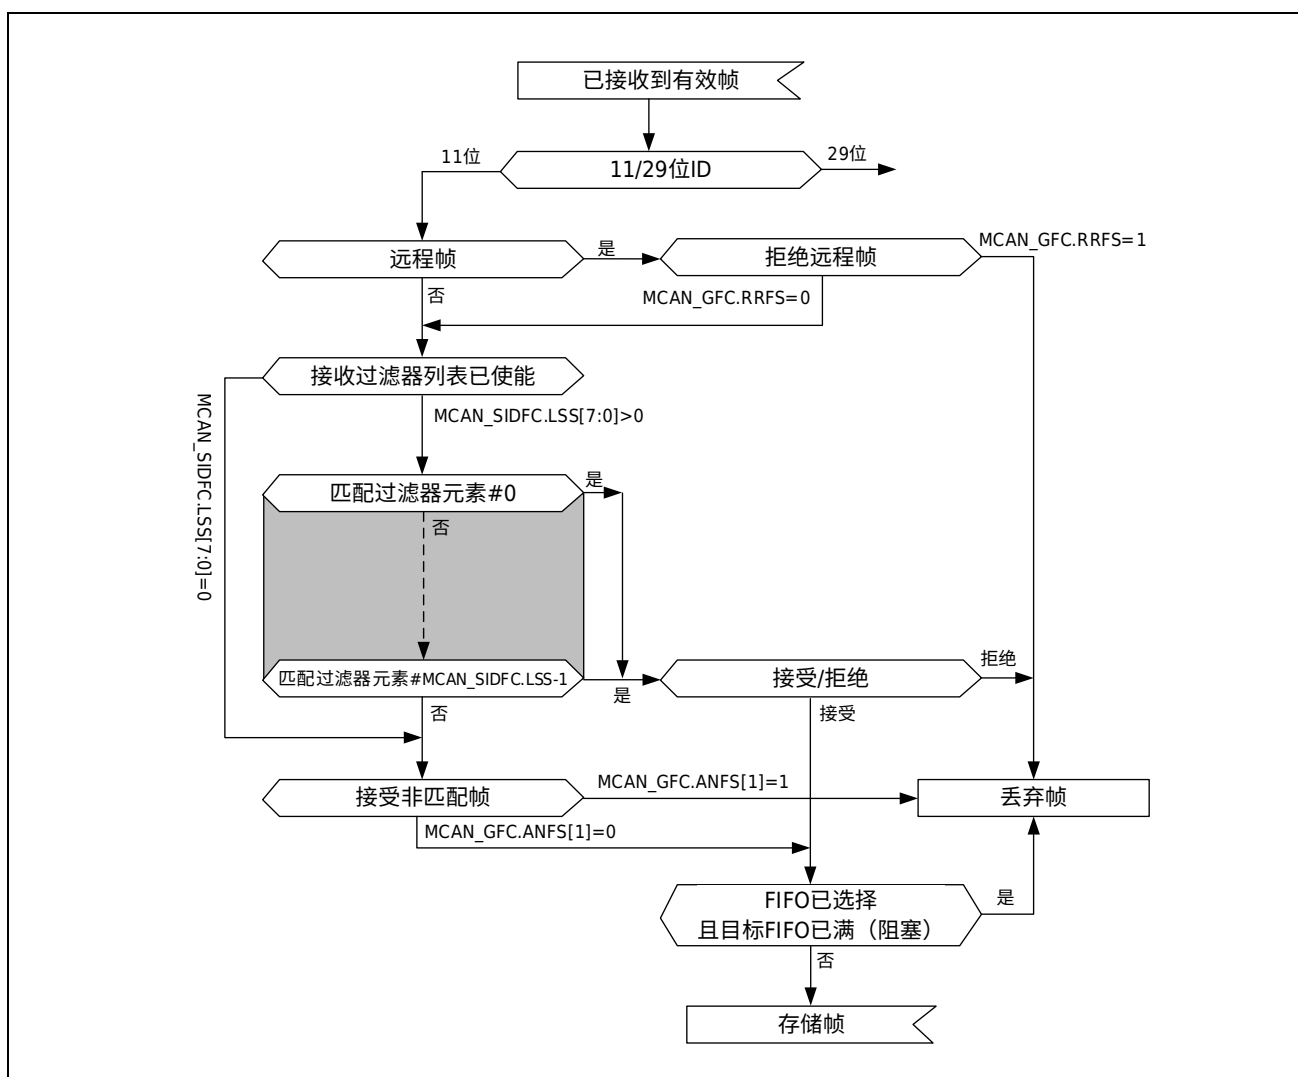 已接收到有效帧
11位
11/29位ID
29位
远程帧
是
拒绝远程帧
MCAN_GFC.RRFS=1
否
MCAN_GFC.RRFS=0
接收过滤器列表已使能
MCAN_SIDFC.LSS[7:0]=0
MCAN_SIDFC.LSS[7:0]>0
匹配过滤器元素#0
是
否
匹配过滤器元素#MCAN_SIDFC.LSS-1
是
接受/拒绝
拒绝
否
接受
接受非匹配帧
MCAN_GFC.ANFS[1]=1
丢弃帧
MCAN_GFC.ANFS[1]=0
FIFO已选择
且目标FIFO已满（阻塞）
是
否
存储帧